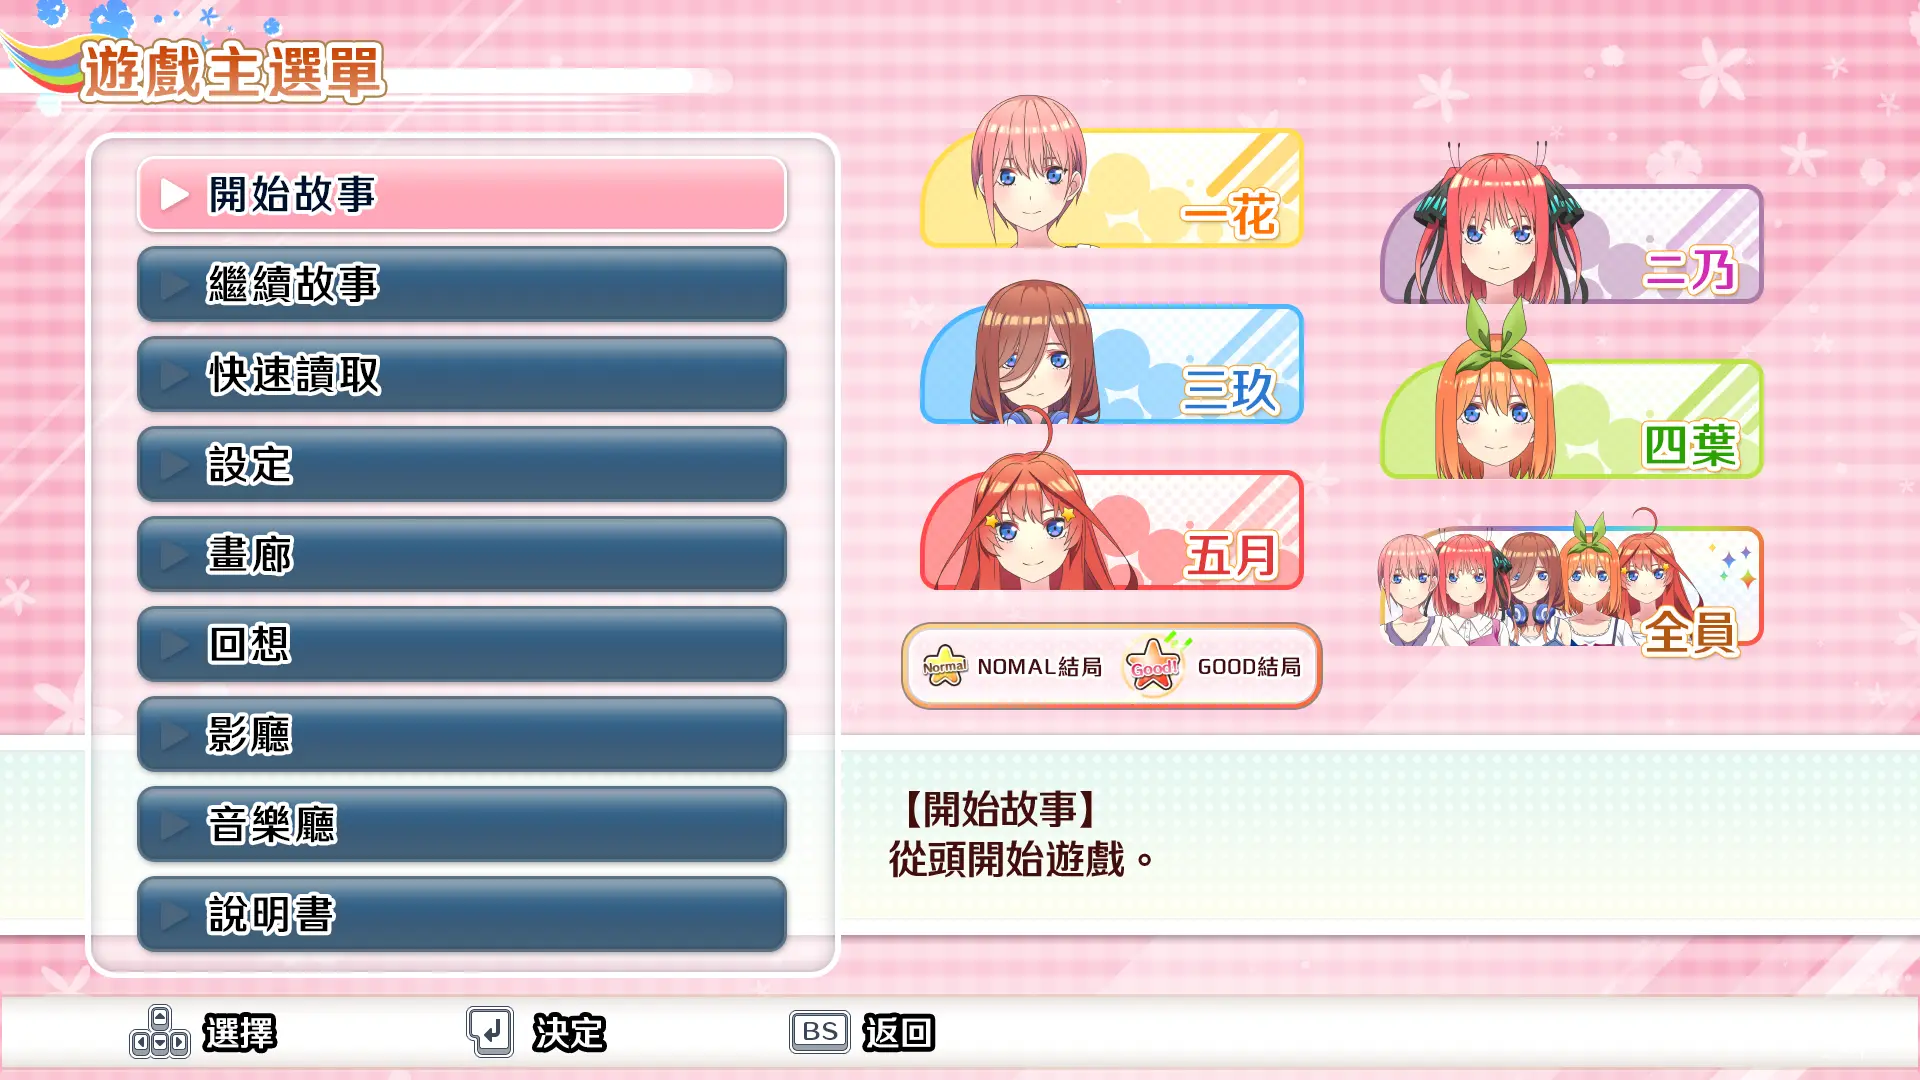 遊戲主選單
開始故事
繼續故事
快速讀取
設定
畫廊
回想
影廳
音樂廳
說明書
一花
二乃
三玖
四葉
五月
全員
Normal NOMAL結局 Good! GOOD結局
【開始故事】
從頭開始遊戲。
選擇 決定 BS 返回